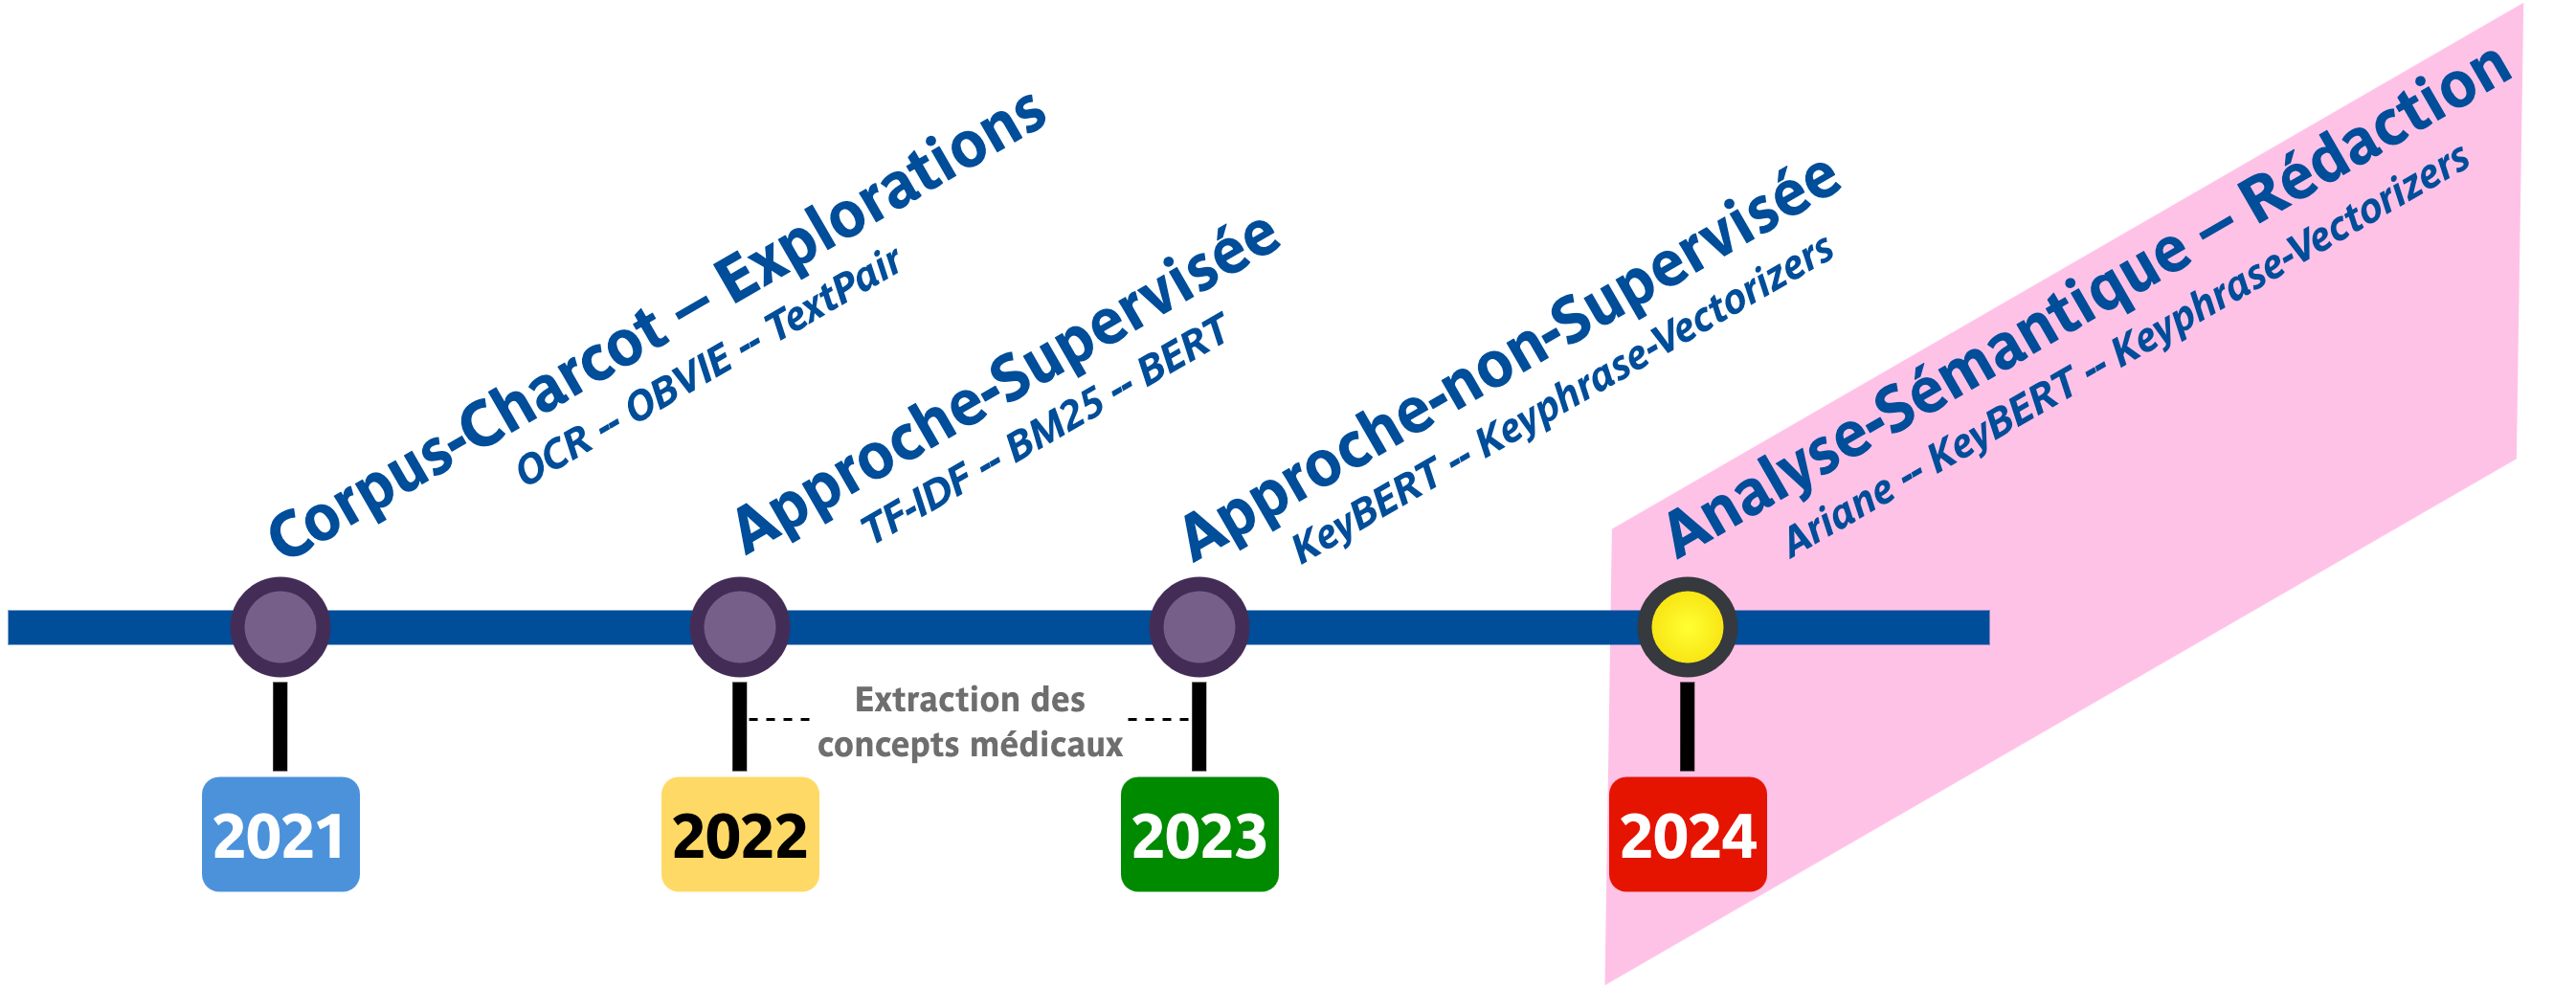 Corpus-Charcot – Explorations
OCR -- OBVIE -- TextPair
Approche-Supervisée
TF-IDF -- BM25 -- BERT
Approche-non-Supervisée
KeyBERT -- Keyphrase-Vectorizers
Analyse-Sémantique – Rédaction
Ariane -- KeyBERT -- Keyphrase-Vectorizers
Extraction des
concepts médicaux
2021
2022
2023
2024